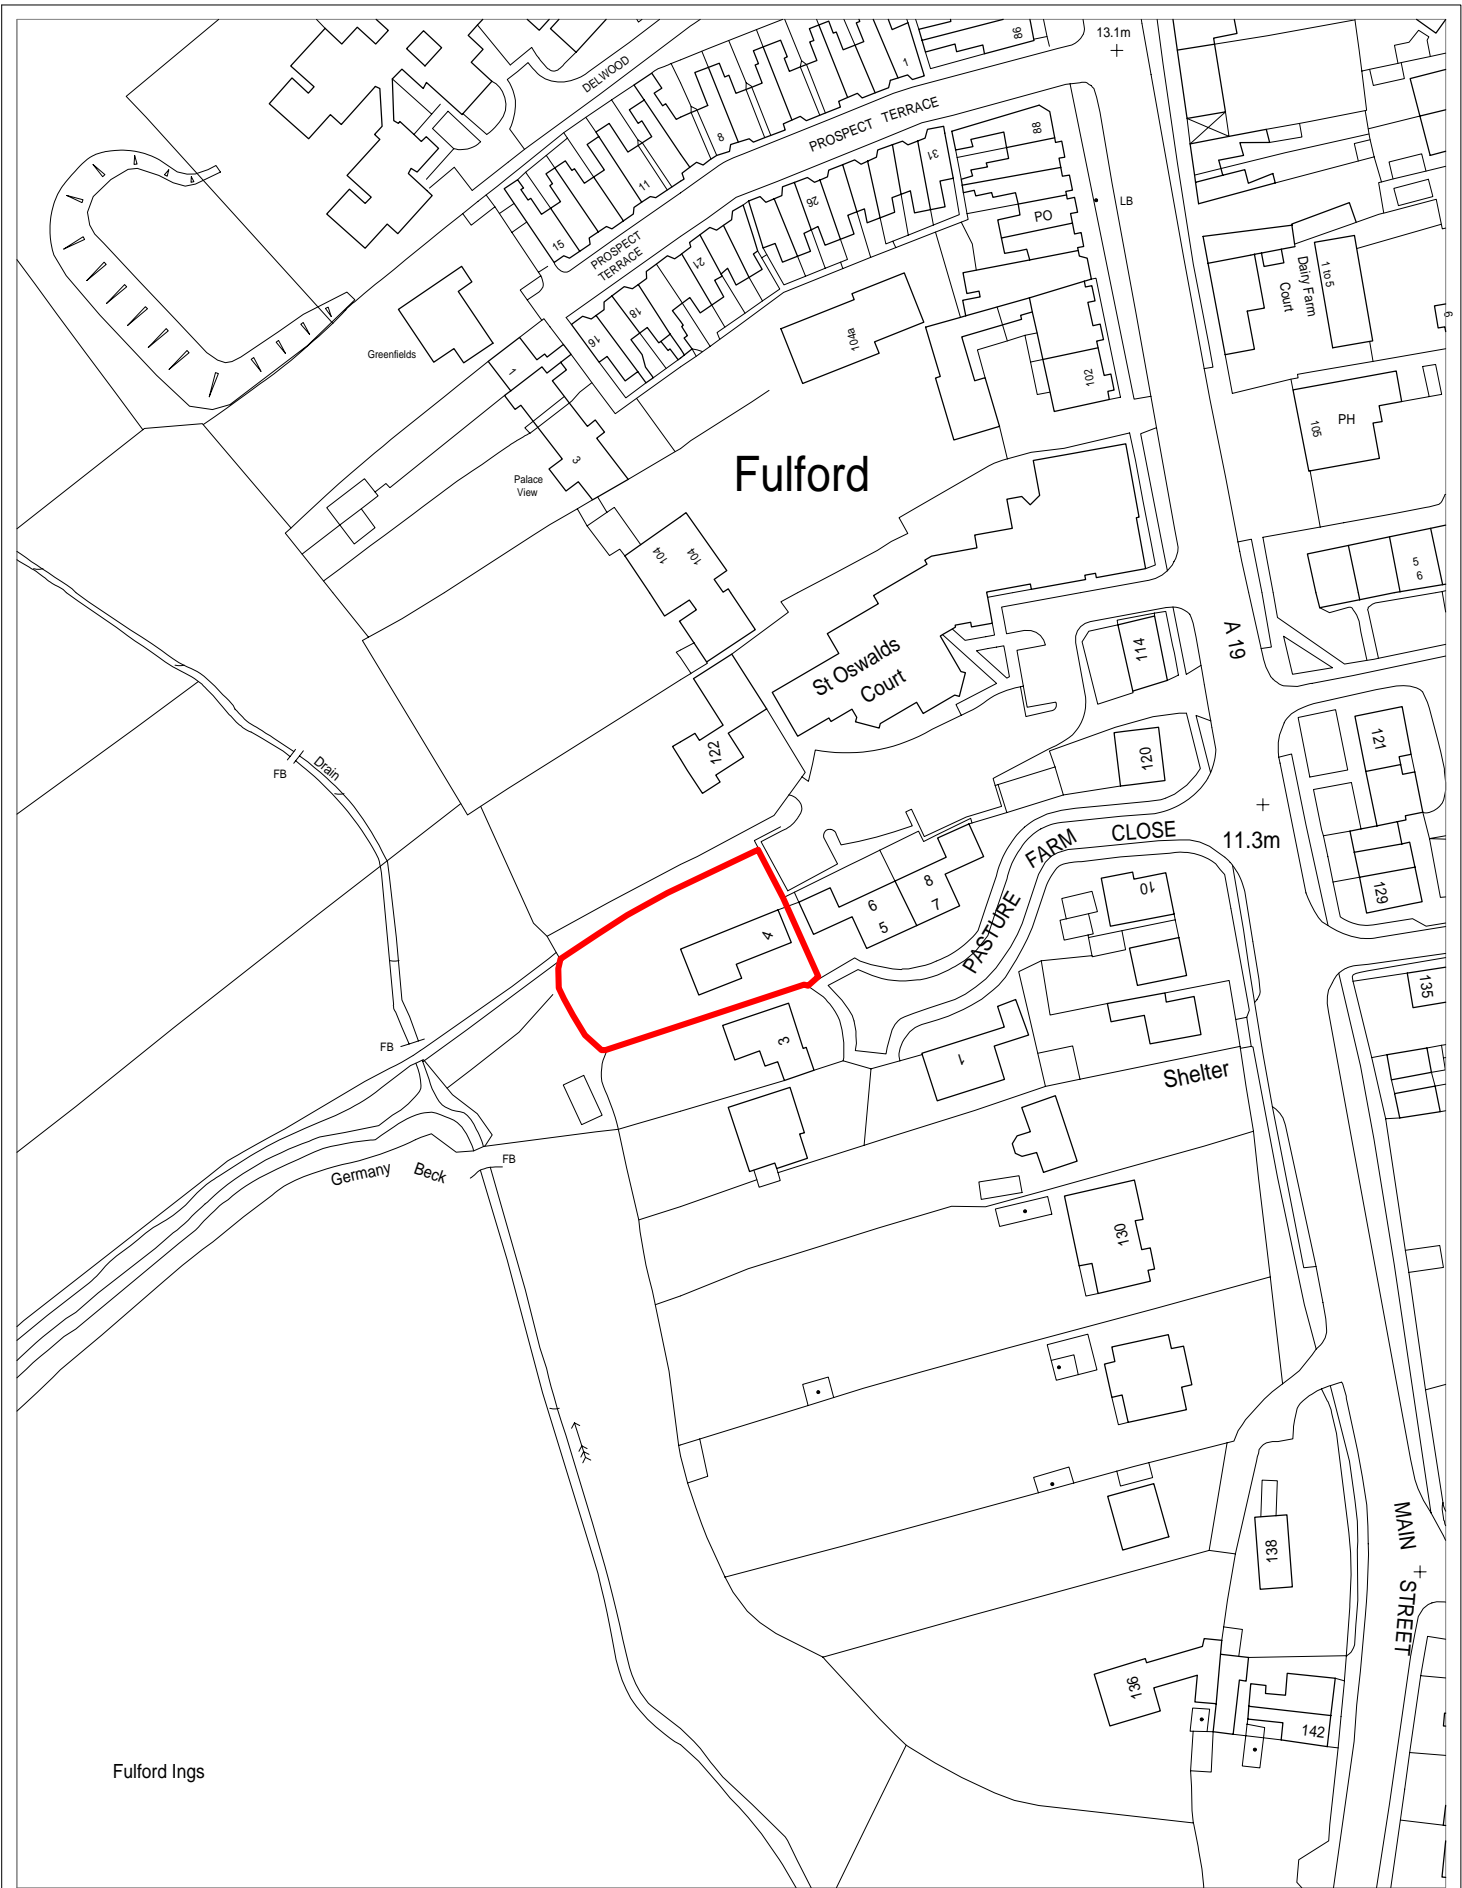 13.1m
86
1
DELWOOD
8
PROSPECT TERRACE
11
15
31
88
26
PO
LB
PROSPECT
TERRACE
21
18
16
1 to 5
Dairy Farm
Court
6
104a
Greenfields
1
102
105
PH
3
Palace
View
Fulford
104
104
5
6
A 19
114
St Oswalds
Court
122
120
121
Drain
FB
11.3m
FARM
CLOSE
PASTURE
8
7
6
5
10
129
4
135
3
1
FB
Shelter
FB
Germany
Beck
130
138
MAIN
STREET
136
142
Fulford Ings